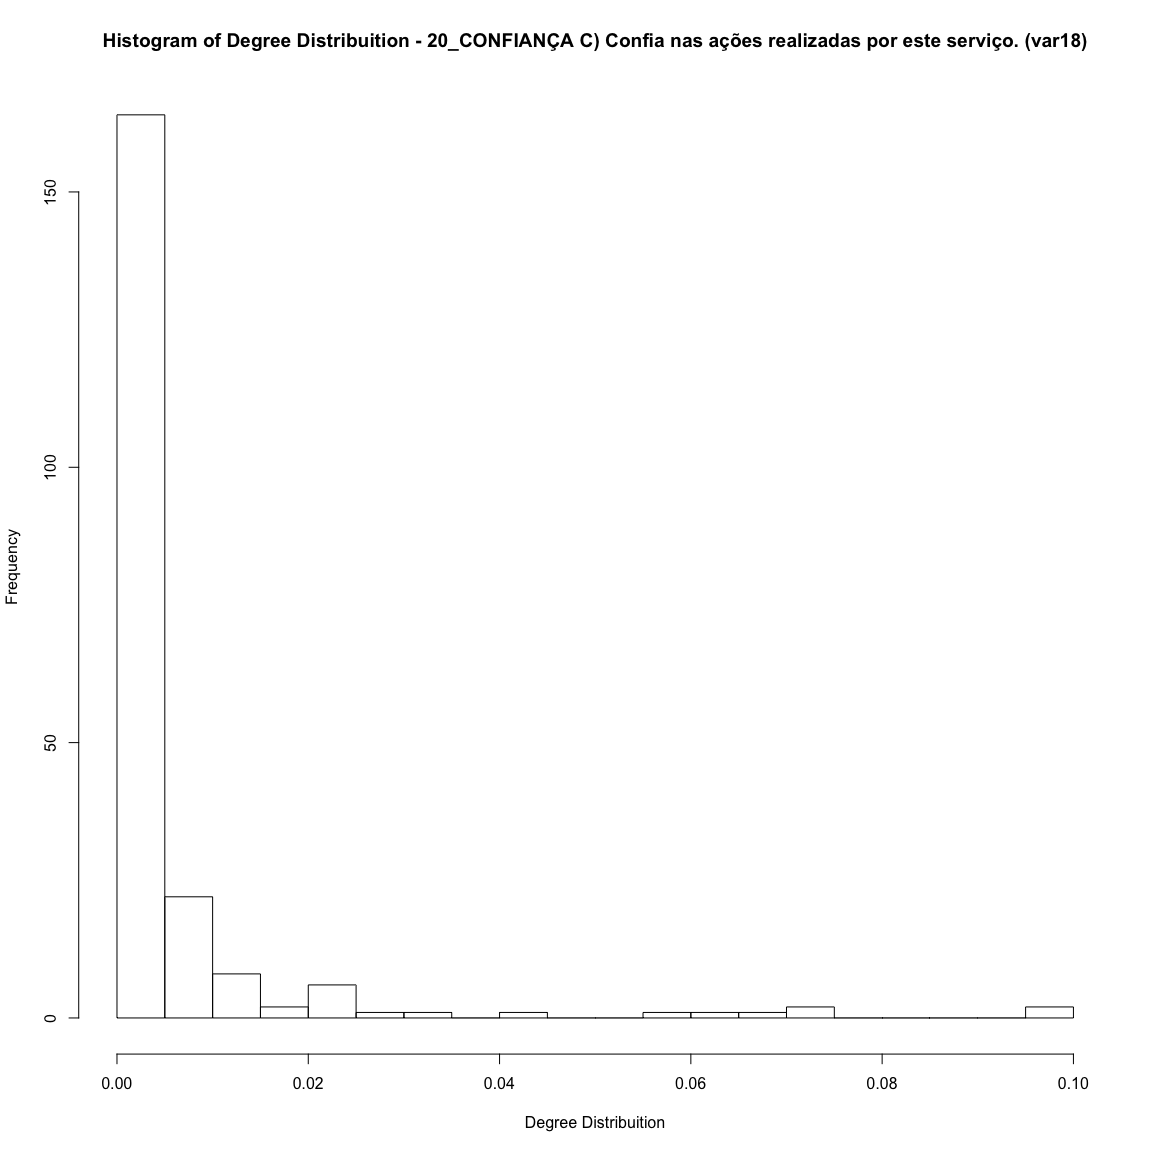 Histogram of Degree Distribuition - 20_CONFIANÇA C) Confia nas ações realizadas por este serviço. (var18)
Frequency
150
100
50
0
0.00 0.02 0.04 0.06 0.08 0.10
Degree Distribuition